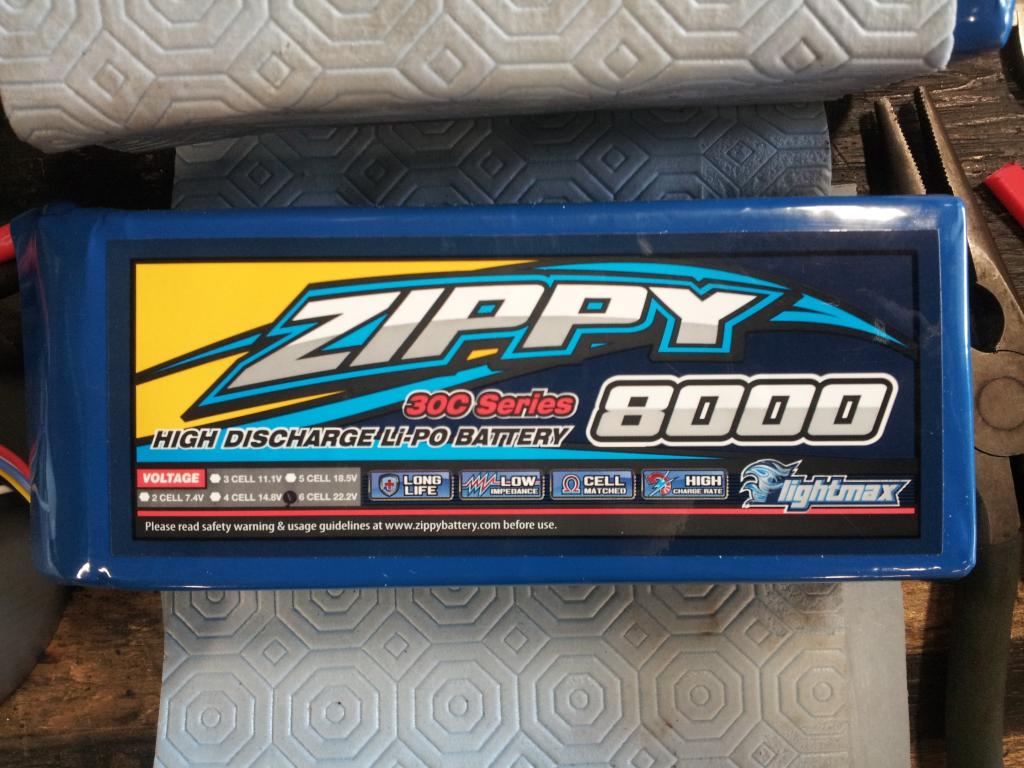 ZIPPY
30C Series
8000
HIGH DISCHARGE Li-PO BATTERY
VOLTAGE
3 CELL 11.1V
5 CELL 18.5V
2 CELL 7.4V
4 CELL 14.8V
6 CELL 22.2V
LONG
LIFE
LOW
IMPEDANCE
CELL
MATCHED
HIGH
CHARGE RATE
lightmax
Please read safety warning & usage guidelines at www.zippybattery.com before use.